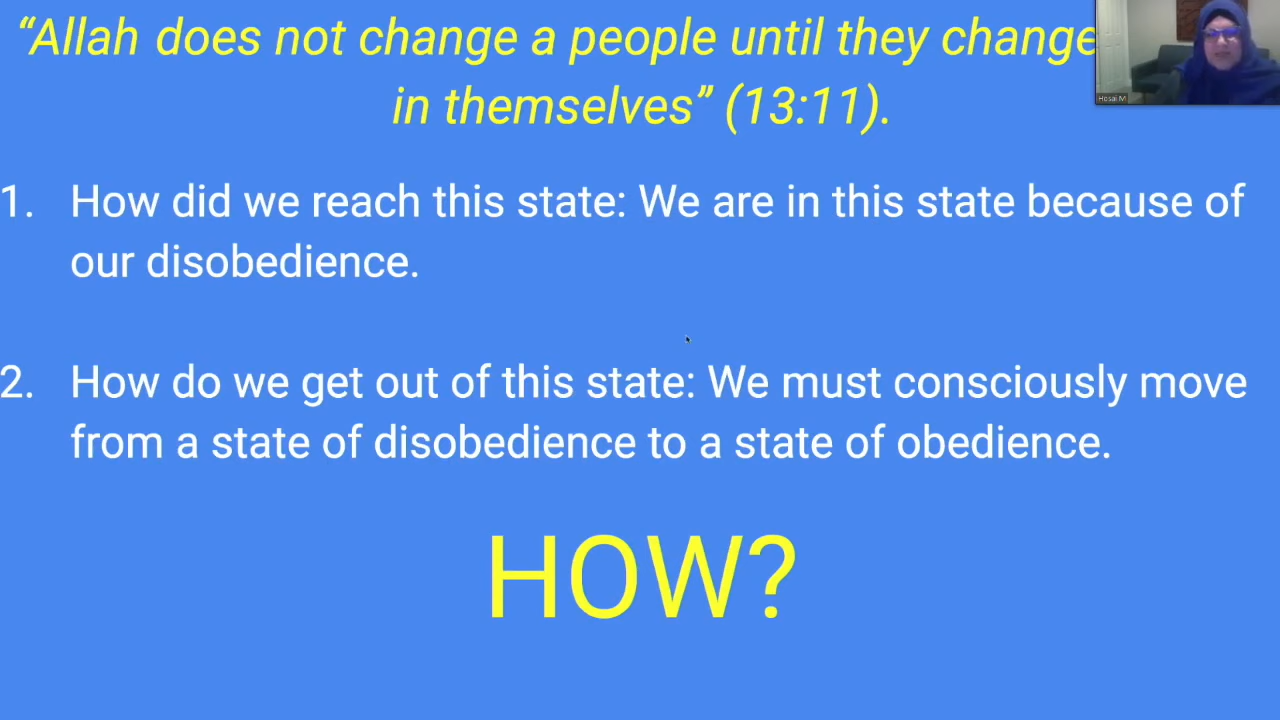 “Allah does not change a people until they change
in themselves” (13:11).
1. How did we reach this state: We are in this state because of
our disobedience.
2. How do we get out of this state: We must consciously move
from a state of disobedience to a state of obedience.
HOW?
Hosai M